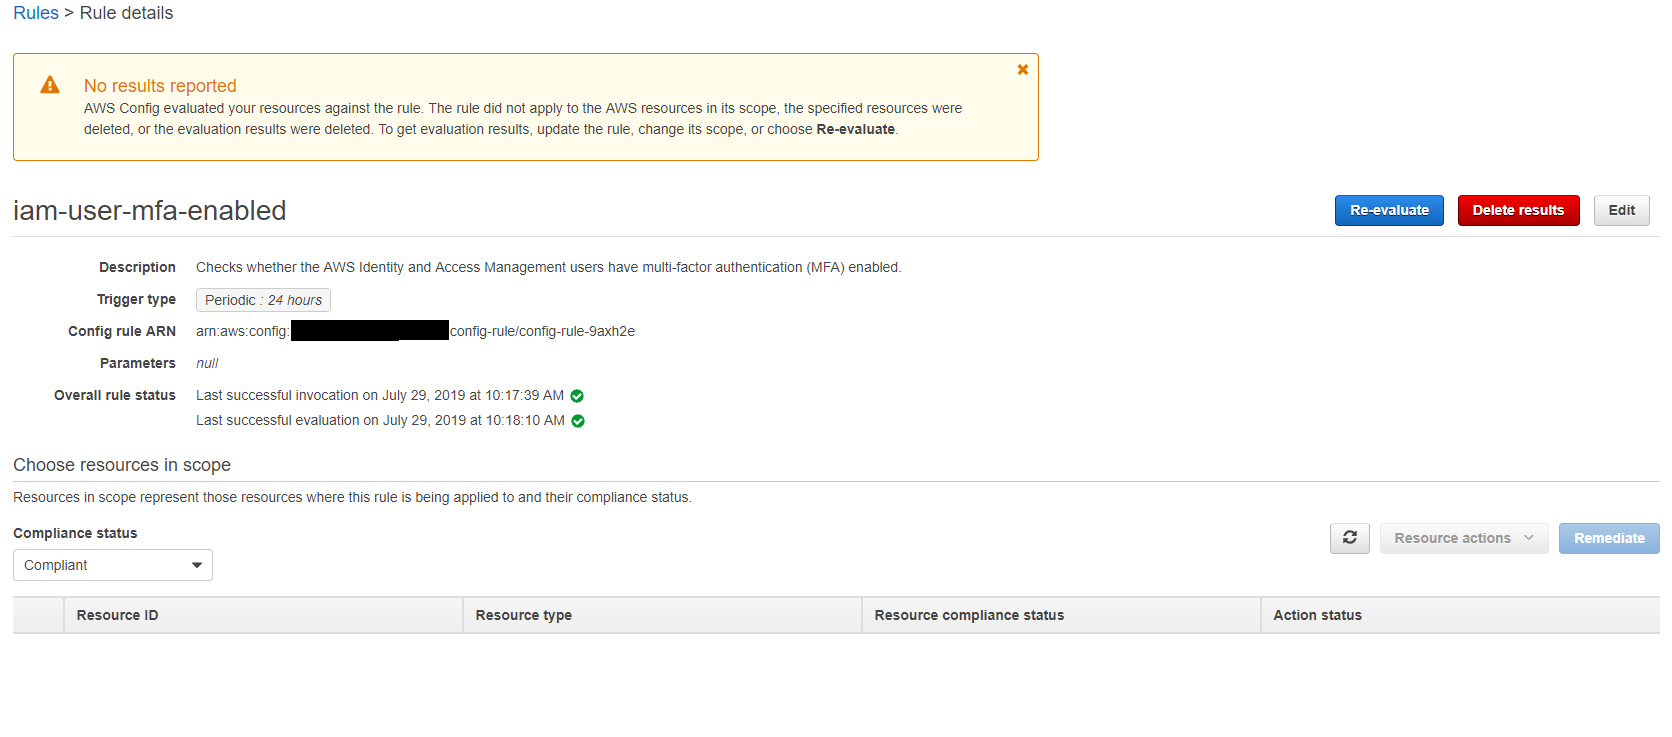 Rules > Rule details
No results reported
AWS Config evaluated your resources against the rule. The rule did not apply to the AWS resources in its scope, the specified resources were
deleted, or the evaluation results were deleted. To get evaluation results, update the rule, change its scope, or choose Re-evaluate.
iam-user-mfa-enabled
Re-evaluate
Delete results
Edit
Description Checks whether the AWS Identity and Access Management users have multi-factor authentication (MFA) enabled.
Trigger type Periodic : 24 hours
Config rule ARN arn:aws:config: config-rule/config-rule-9axh2e
Parameters null
Overall rule status Last successful invocation on July 29, 2019 at 10:17:39 AM
Last successful evaluation on July 29, 2019 at 10:18:10 AM
Choose resources in scope
Resources in scope represent those resources where this rule is being applied to and their compliance status.
Compliance status
Compliant
Resource actions
Remediate
Resource ID Resource type Resource compliance status Action status